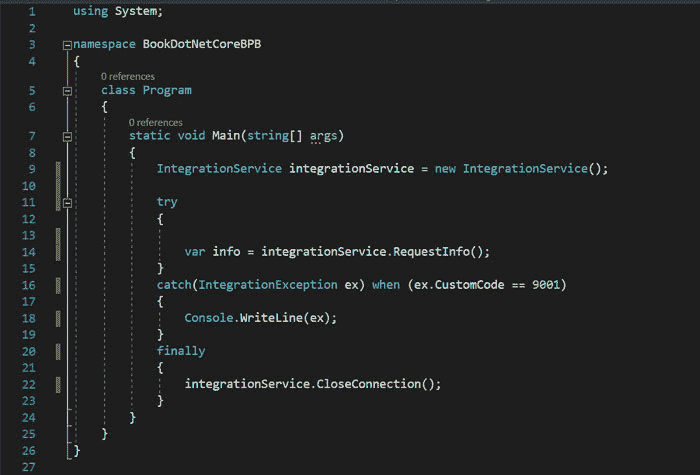 1 using System;
2
3 namespace BookDotNetCoreBPB
4 {
0 references
5 class Program
6 {
0 references
7 static void Main(string[] args)
8 {
9 IntegrationService integrationService = new IntegrationService();
10
11 try
12 {
13
14 var info = integrationService.RequestInfo();
15 }
16 catch(IntegrationException ex) when (ex.CustomCode == 9001)
17 {
18 Console.WriteLine(ex);
19 }
20 finally
21 {
22 integrationService.CloseConnection();
23 }
24 }
25 }
26 }
27